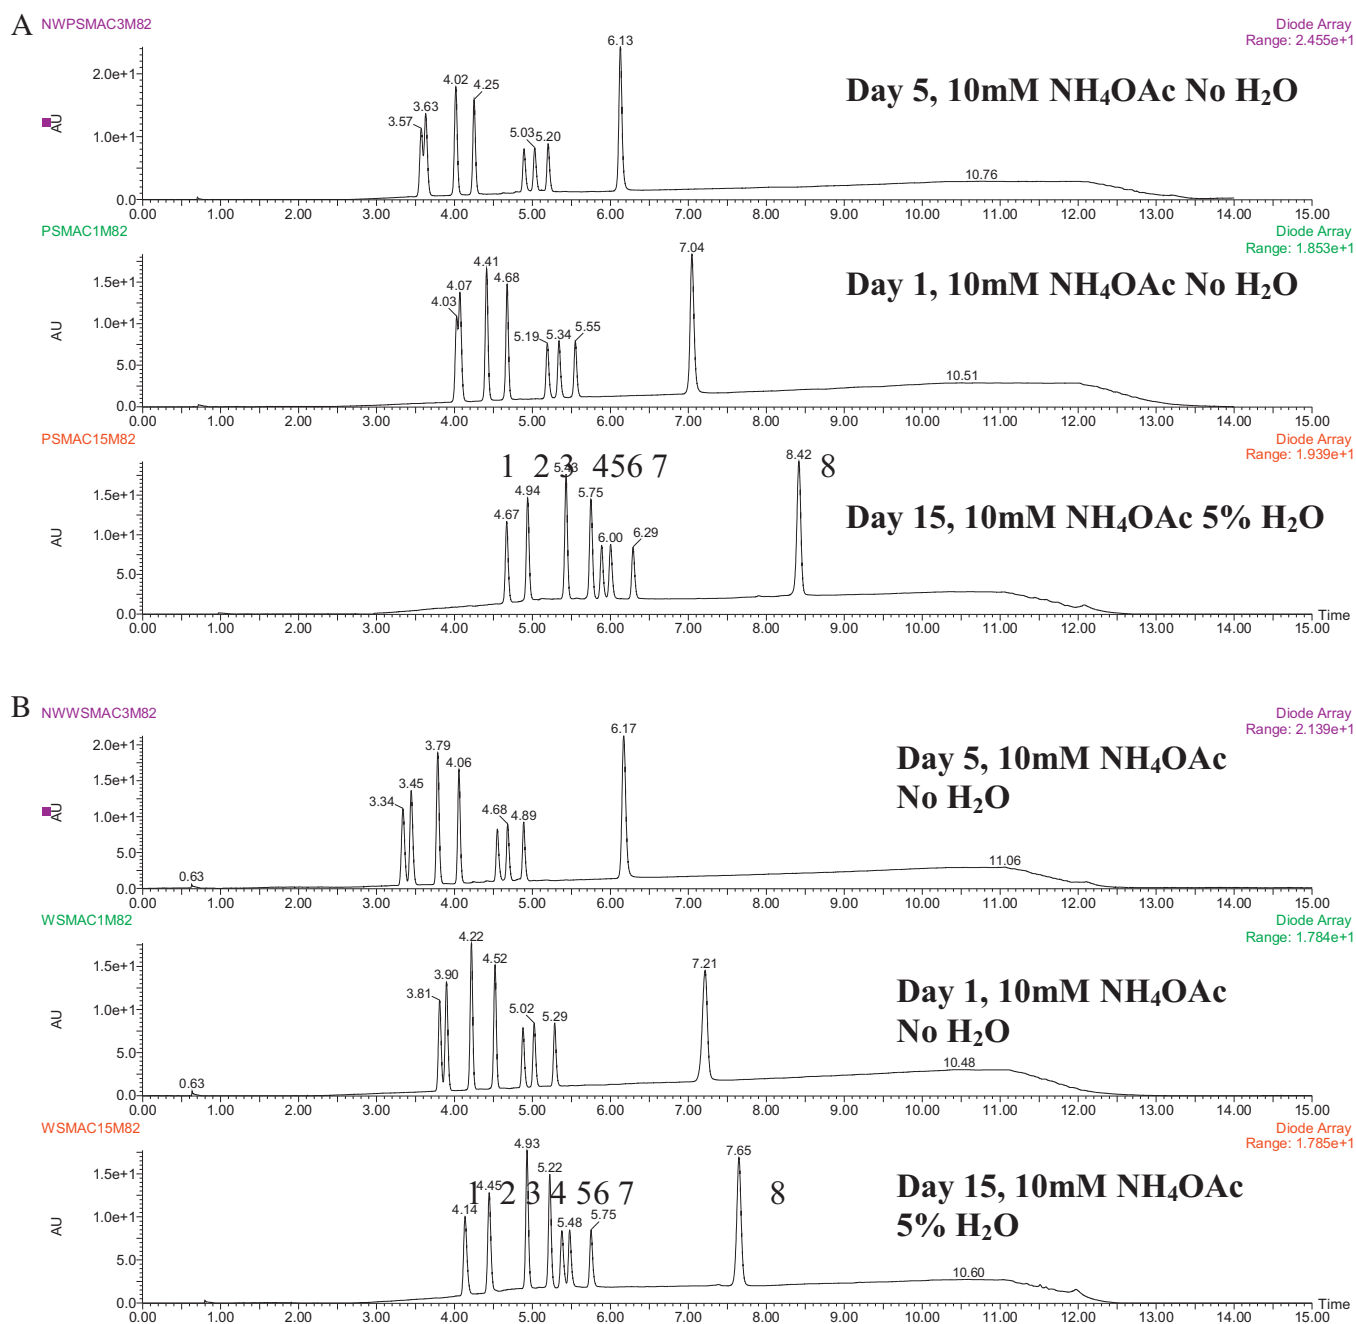 A
NWPSMAC3M82
Diode Array
Range: 2.455e+1
Day 5, 10mM NH₄OAc No H₂O
AU
2.0e+1
1.0e+1
0.0
3.57
3.63
4.02
4.25
5.03
5.20
6.13
10.76
0.00 1.00 2.00 3.00 4.00 5.00 6.00 7.00 8.00 9.00 10.00 11.00 12.00 13.00 14.00 15.00
PSMAC1M82
Diode Array
Range: 1.853e+1
Day 1, 10mM NH₄OAc No H₂O
AU
1.5e+1
1.0e+1
5.0
0.0
4.03
4.07
4.41
4.68
5.19
5.34
5.55
7.04
10.51
0.00 1.00 2.00 3.00 4.00 5.00 6.00 7.00 8.00 9.00 10.00 11.00 12.00 13.00 14.00 15.00
PSMAC15M82
Diode Array
Range: 1.939e+1
1 2 3 456 7 8
Day 15, 10mM NH₄OAc 5% H₂O
AU
1.5e+1
1.0e+1
5.0
0.0
4.67
4.94
5.43
5.75
6.00
6.29
8.42
0.00 1.00 2.00 3.00 4.00 5.00 6.00 7.00 8.00 9.00 10.00 11.00 12.00 13.00 14.00 15.00
Time
B
NWWSMAC3M82
Diode Array
Range: 2.139e+1
Day 5, 10mM NH₄OAc
No H₂O
AU
2.0e+1
1.5e+1
1.0e+1
5.0
0.0
0.63
3.34
3.45
3.79
4.06
4.68
4.89
6.17
11.06
0.00 1.00 2.00 3.00 4.00 5.00 6.00 7.00 8.00 9.00 10.00 11.00 12.00 13.00 14.00 15.00
WSMAC1M82
Diode Array
Range: 1.784e+1
Day 1, 10mM NH₄OAc
No H₂O
AU
1.5e+1
1.0e+1
5.0
0.0
0.63
3.81
3.90
4.22
4.52
5.02
5.29
7.21
10.48
0.00 1.00 2.00 3.00 4.00 5.00 6.00 7.00 8.00 9.00 10.00 11.00 12.00 13.00 14.00 15.00
WSMAC15M82
Diode Array
Range: 1.785e+1
1 2 3 4 56 7 8
Day 15, 10mM NH₄OAc
5% H₂O
AU
1.5e+1
1.0e+1
5.0
0.0
4.14
4.45
4.93
5.22
5.48
5.75
7.65
10.60
0.00 1.00 2.00 3.00 4.00 5.00 6.00 7.00 8.00 9.00 10.00 11.00 12.00 13.00 14.00 15.00
Time